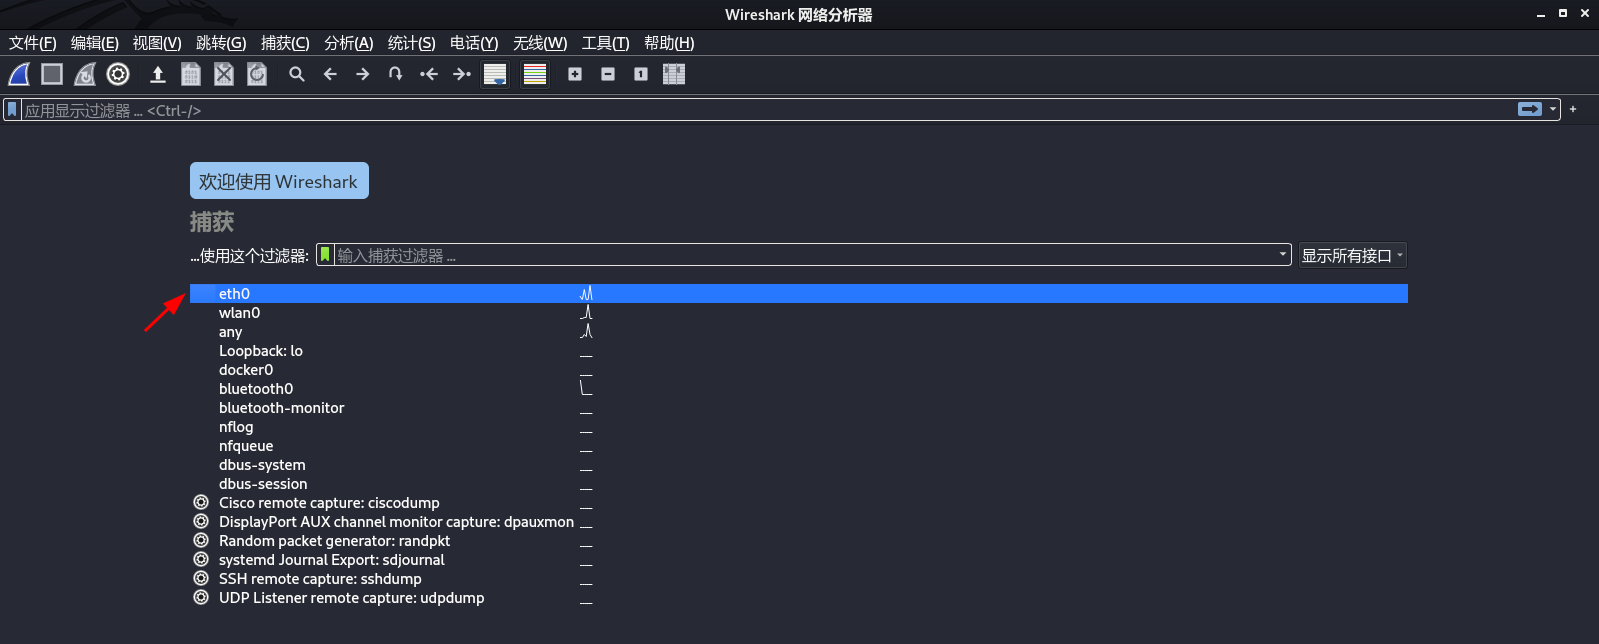 Wireshark 网络分析器
文件(F) 编辑(E) 视图(V) 跳转(G) 捕获(C) 分析(A) 统计(S) 电话(Y) 无线(W) 工具(T) 帮助(H)
应用显示过滤器 … <Ctrl-/>
欢迎使用 Wireshark
捕获
…使用这个过滤器: 输入捕获过滤器 … 显示所有接口
eth0
wlan0
any
Loopback: lo
docker0
bluetooth0
bluetooth-monitor
nflog
nfqueue
dbus-system
dbus-session
Cisco remote capture: ciscodump
DisplayPort AUX channel monitor capture: dpauxmon
Random packet generator: randpkt
systemd Journal Export: sdjournal
SSH remote capture: sshdump
UDP Listener remote capture: udpdump